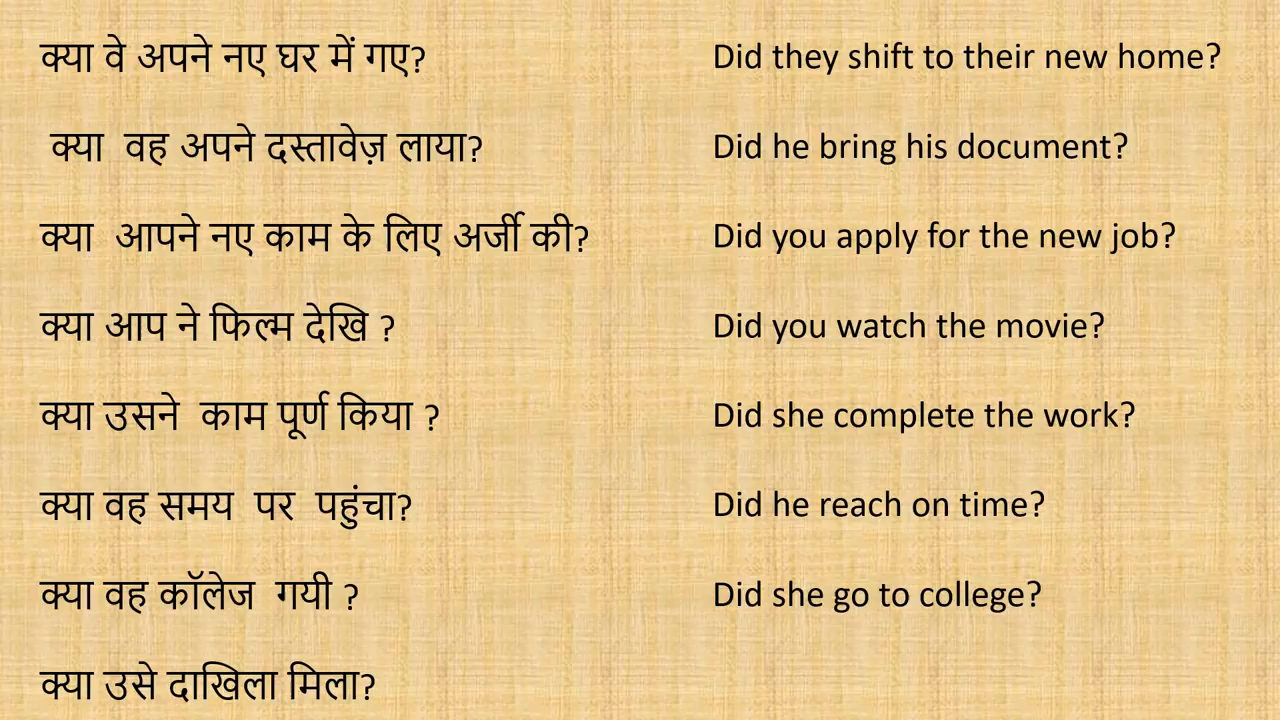 क्या वे अपने नए घर में गए? Did they shift to their new home?
क्या वह अपने दस्तावेज़ लाया? Did he bring his document?
क्या आपने नए काम के लिए अर्जी की? Did you apply for the new job?
क्या आप ने फिल्म देखि ? Did you watch the movie?
क्या उसने काम पूर्ण किया ? Did she complete the work?
क्या वह समय पर पहुंचा? Did he reach on time?
क्या वह कॉलेज गयी ? Did she go to college?
क्या उसे दाखिला मिला?